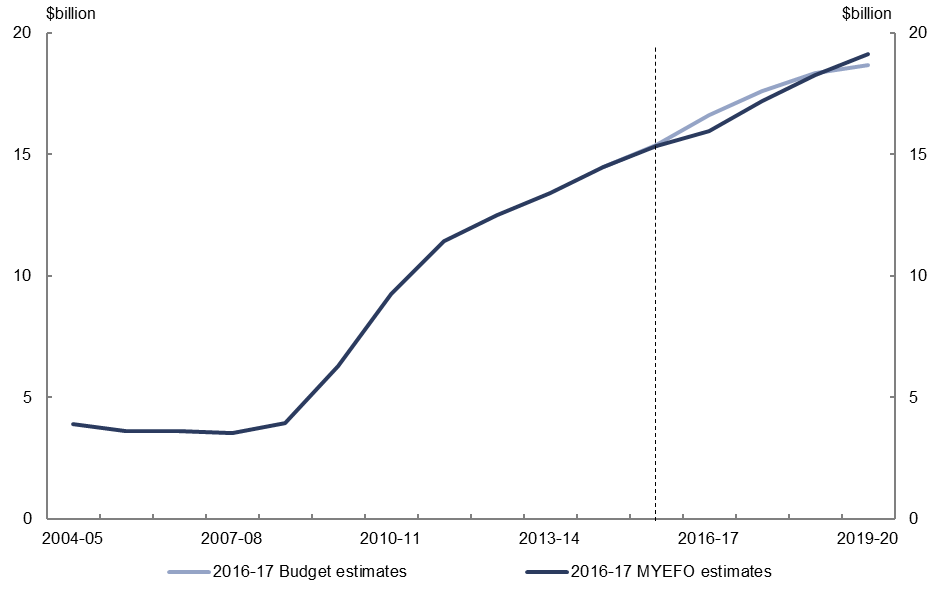 $billion $billion
20 20
15 15
10 10
5 5
0 0
2004-05 2007-08 2010-11 2013-14 2016-17 2019-20
2016-17 Budget estimates 2016-17 MYEFO estimates